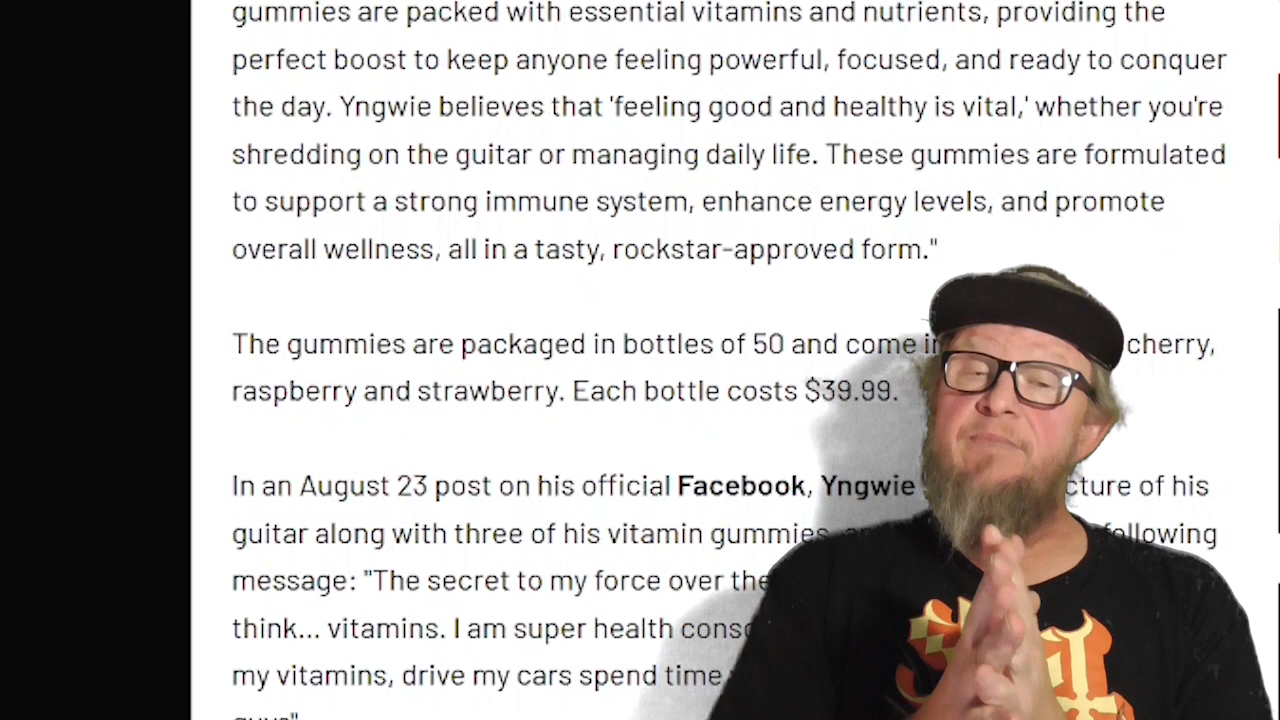 gummies are packed with essential vitamins and nutrients, providing the
perfect boost to keep anyone feeling powerful, focused, and ready to conquer
the day. Yngwie believes that 'feeling good and healthy is vital,' whether you're
shredding on the guitar or managing daily life. These gummies are formulated
to support a strong immune system, enhance energy levels, and promote
overall wellness, all in a tasty, rockstar-approved form."
The gummies are packaged in bottles of 50 and come cherry,
raspberry and strawberry. Each bottle costs $39.99.
In an August 23 post on his official Facebook, Yngwie of his
guitar along with three of his vitamin gummies
message: "The secret to my force over the
think... vitamins. I am super health
my vitamins, drive my cars spend time